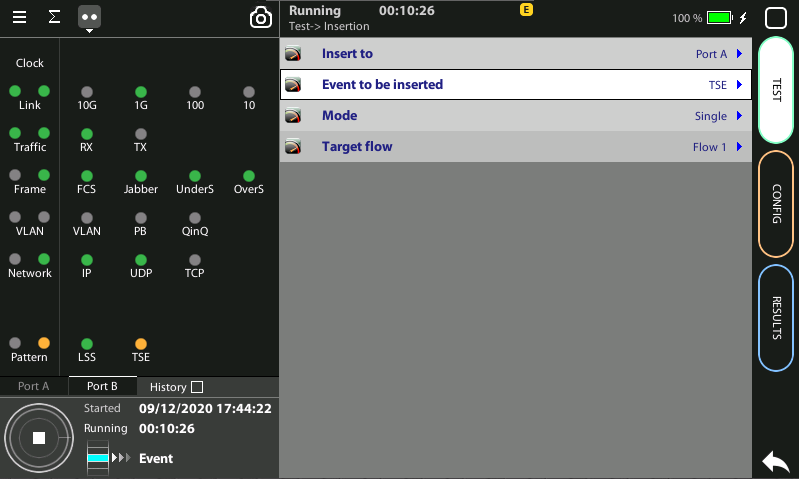 Running 00:10:26 E 100 %
Test-> Insertion
Clock
Link 10G 1G 100 10
Traffic RX TX
Frame FCS Jabber UnderS OverS
VLAN VLAN PB QinQ
Network IP UDP TCP
Pattern LSS TSE
Port A Port B History
Started 09/12/2020 17:44:22
Running 00:10:26
Event
Insert to Port A
Event to be inserted TSE
Mode Single
Target flow Flow 1
TEST
CONFIG
RESULTS